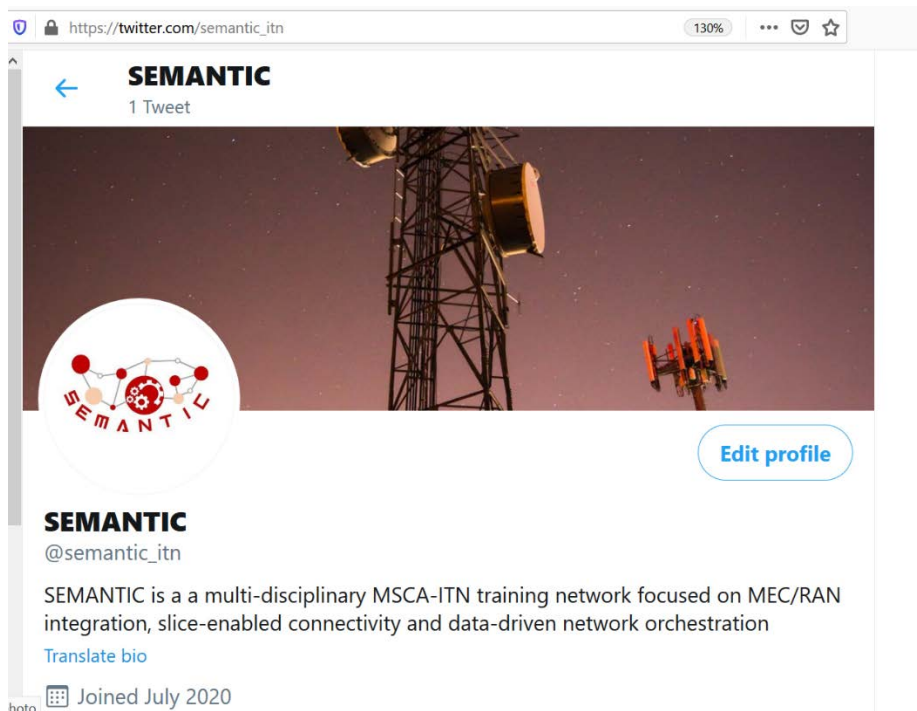 https://twitter.com/semantic_itn 130%
SEMANTIC
1 Tweet
SEMANTIC
Edit profile
SEMANTIC
@semantic_itn
SEMANTIC is a a multi-disciplinary MSCA-ITN training network focused on MEC/RAN
integration, slice-enabled connectivity and data-driven network orchestration
Translate bio
Joined July 2020